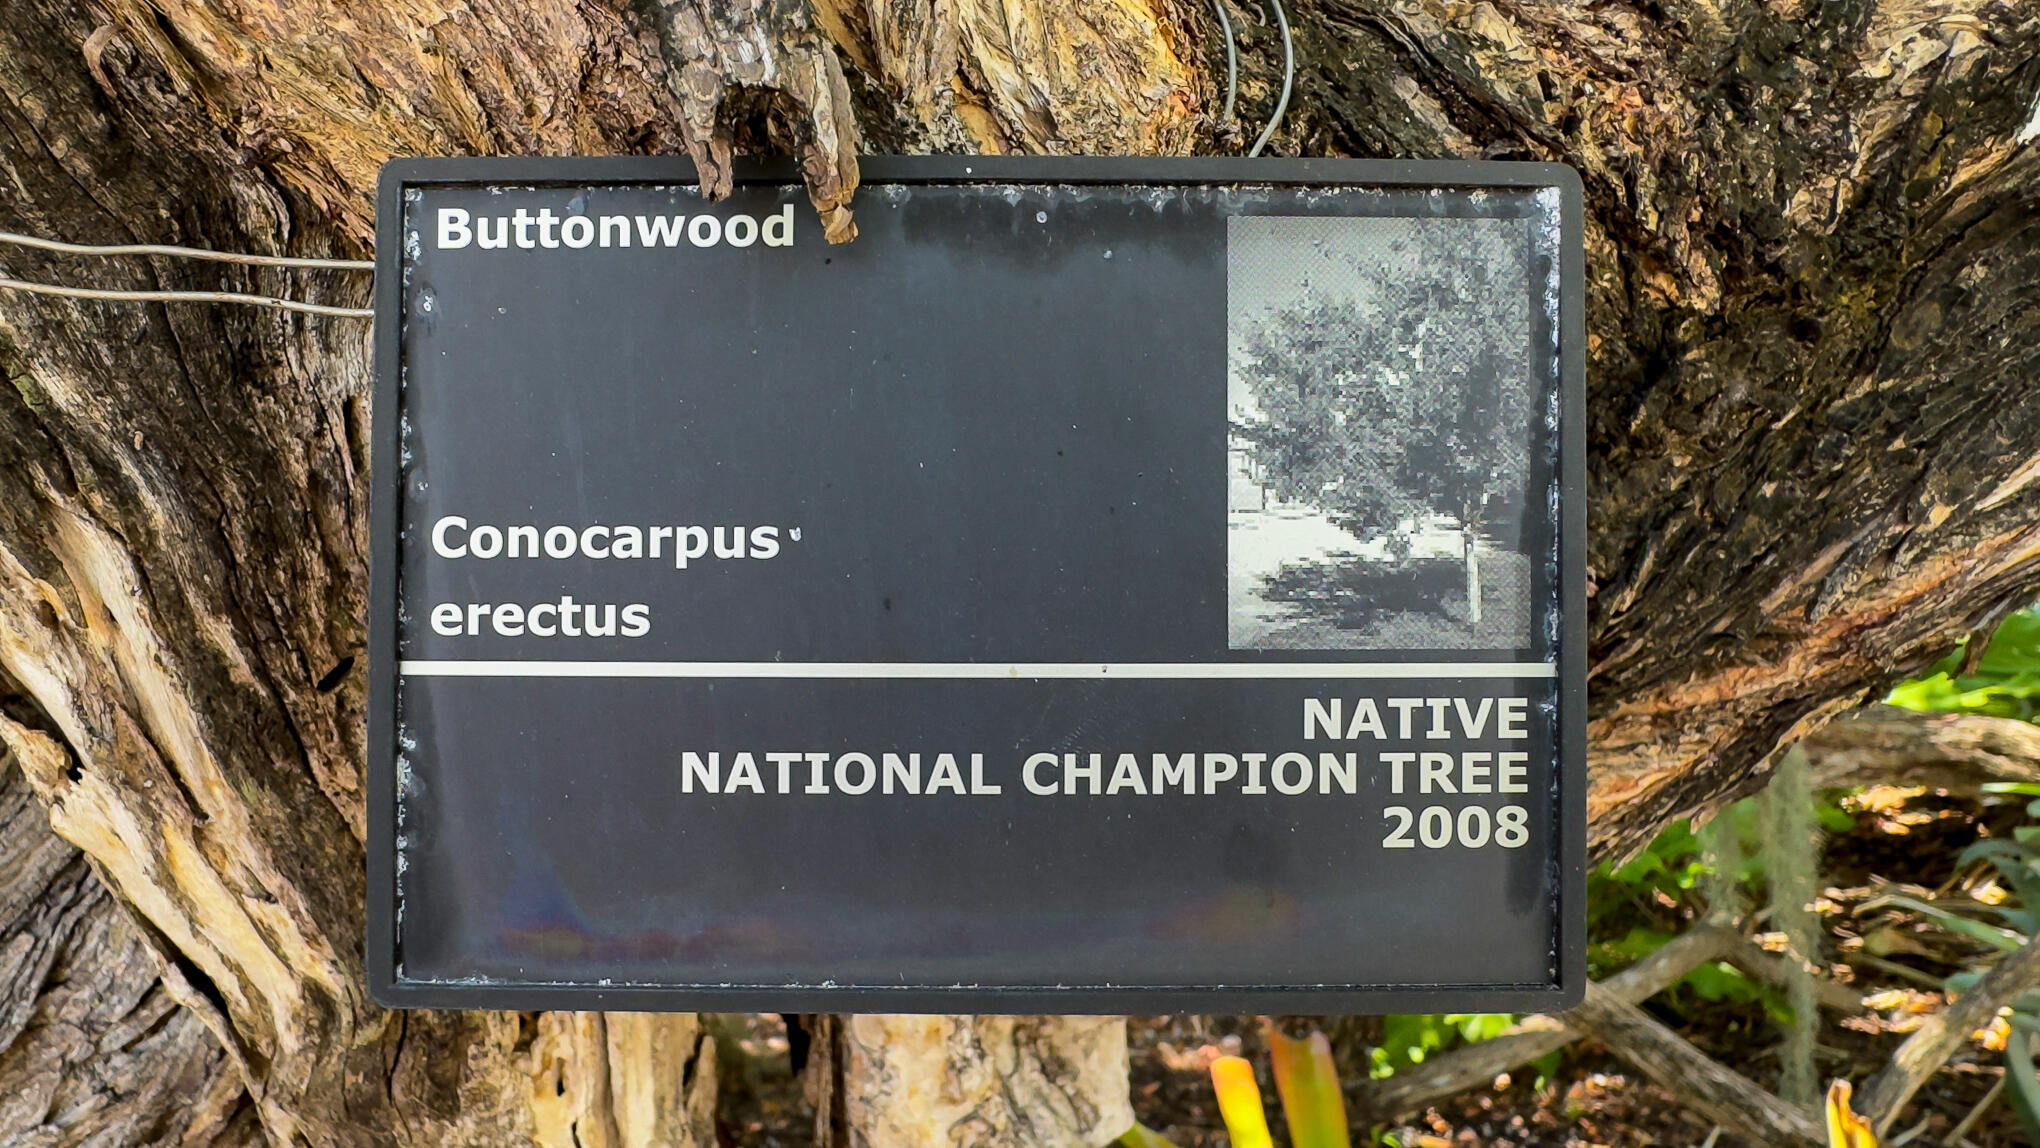 Buttonwood
Conocarpus
erectus
NATIVE
NATIONAL CHAMPION TREE
2008